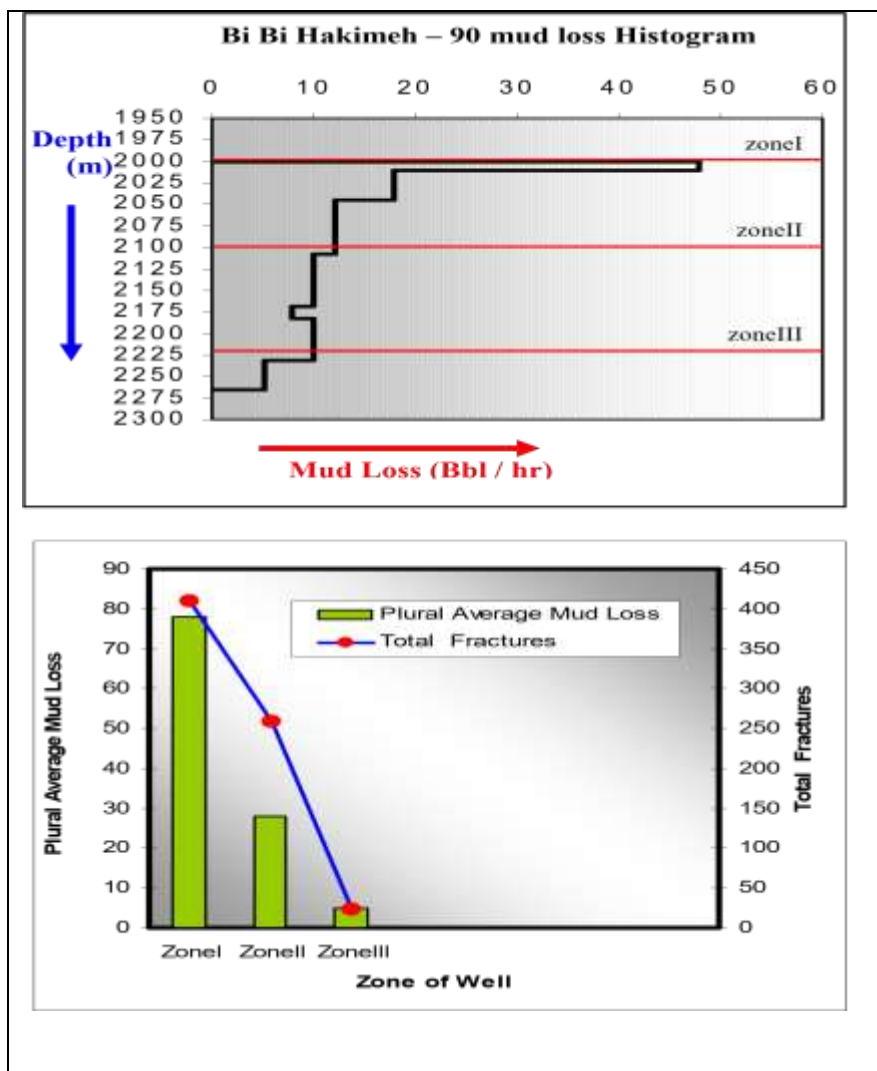 Bi Bi Hakimeh – 90 mud loss Histogram
0 10 20 30 40 50 60
Depth
(m)
1950
1975
2000
2025
2050
2075
2100
2125
2150
2175
2200
2225
2250
2275
2300
zoneI
zoneII
zoneIII
Mud Loss (Bbl / hr)
Plural Average Mud Loss
90
80
70
60
50
40
30
20
10
0
Plural Average Mud Loss
Total Fractures
450
400
350
300
250
200
150
100
50
0
Total Fractures
ZoneI ZoneII ZoneIII
Zone of Well